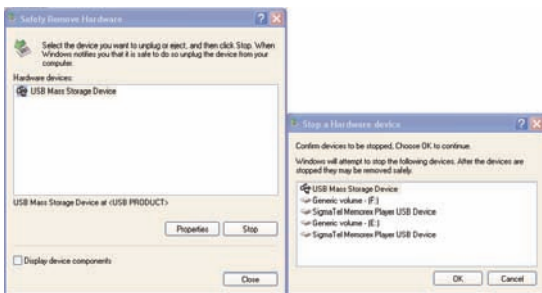 Safely Remove Hardware
Select the device you want to unplug or eject, and then click Stop. When
Windows notifies you that it is safe to do so unplug the device from your
computer.
Hardware devices:
USB Mass Storage Device
USB Mass Storage Device at <USB PRODUCT>
Properties
Stop
Display device components
Close
Stop a Hardware device
Confirm devices to be stopped, Choose OK to continue.
Windows will attempt to stop the following devices. After the devices are
stopped they may be removed safely.
USB Mass Storage Device
Generic volume - (F:)
SigmaTel Memorex Player USB Device
Generic volume - (E:)
SigmaTel Memorex Player USB Device
OK
Cancel